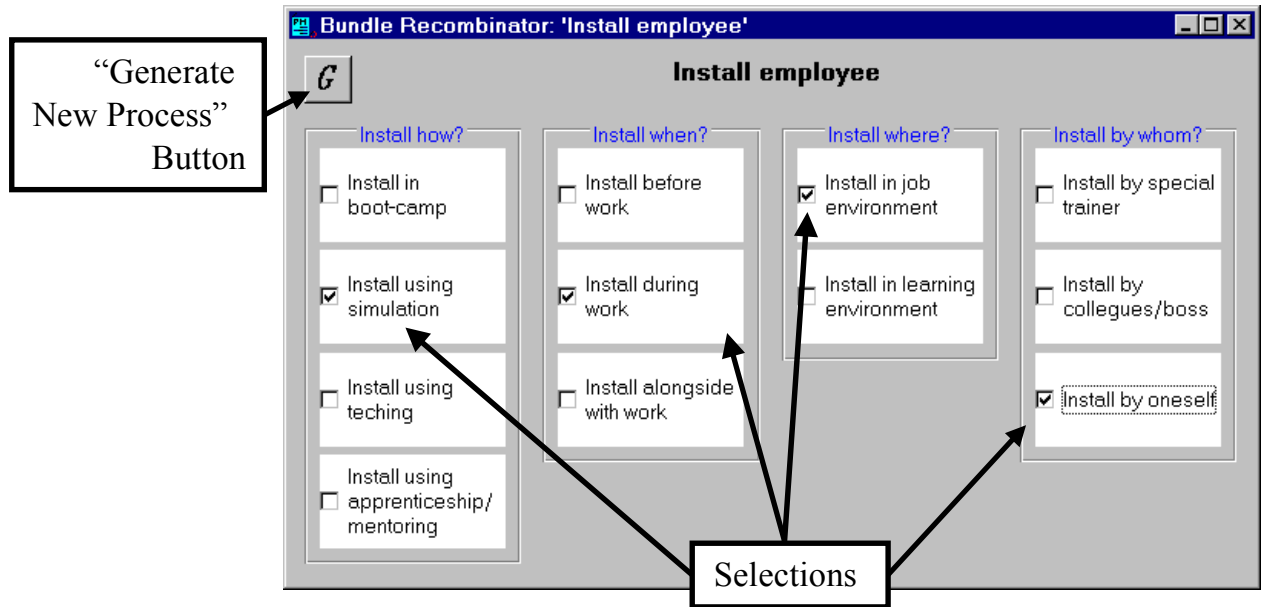 Bundle Recombinator: 'Install employee'
“Generate
New Process”
Button
G
Install employee
Install how?
Install in
boot-camp
Install using
simulation
Install using
teching
Install using
apprenticeship/
mentoring
Install when?
Install before
work
Install during
work
Install alongside
with work
Install where?
Install in job
environment
Install in learning
environment
Install by whom?
Install by special
trainer
Install by
collegues/boss
Install by oneself
Selections